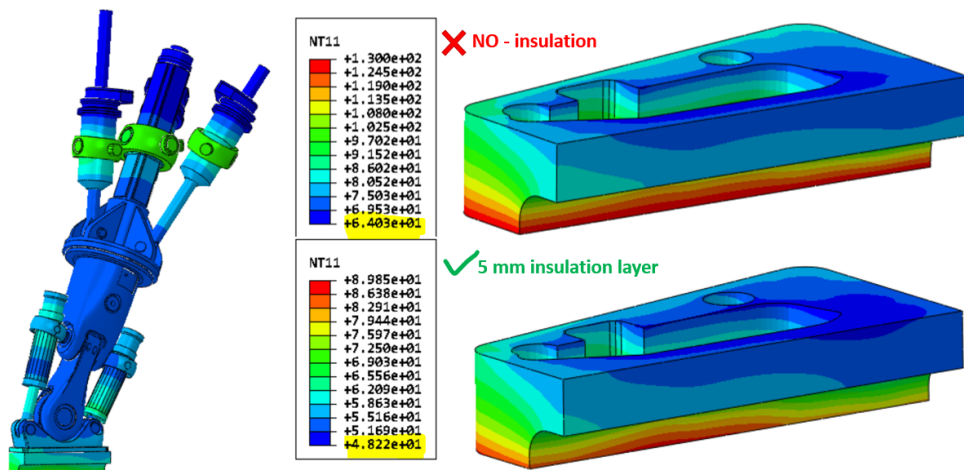 NT11
+1.300e+02
+1.245e+02
+1.190e+02
+1.135e+02
+1.080e+02
+1.025e+02
+9.702e+01
+9.152e+01
+8.602e+01
+8.052e+01
+7.503e+01
+6.953e+01
+6.403e+01
NO - insulation
NT11
+8.985e+01
+8.638e+01
+8.291e+01
+7.944e+01
+7.597e+01
+7.250e+01
+6.903e+01
+6.556e+01
+6.209e+01
+5.863e+01
+5.516e+01
+5.169e+01
+4.822e+01
5 mm insulation layer